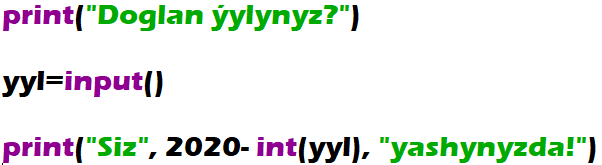 print("Doglan ýylynyz?")
yyl=input()
print("Siz", 2020- int(yyl), "yashynyzda!")